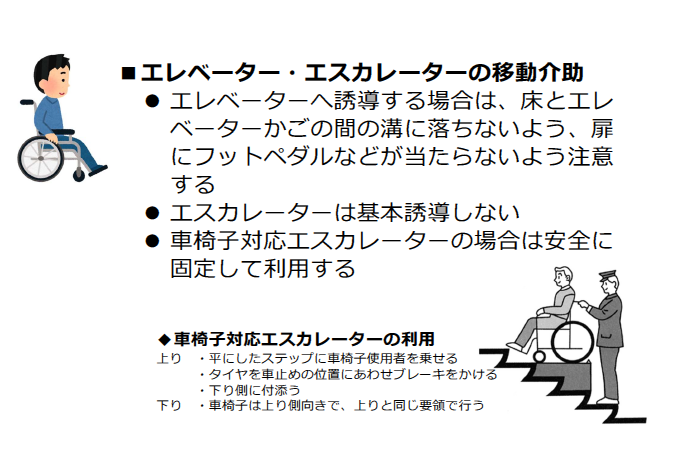 ■エレベーター・エスカレーターの移動介助
● エレベーターへ誘導する場合は、床とエレ
ベーターかごの間の溝に落ちないよう、扉
にフットペダルなどが当たらないよう注意
する
● エスカレーターは基本誘導しない
● 車椅子対応エスカレーターの場合は安全に
固定して利用する
◆車椅子対応エスカレーターの利用
上り ・平にしたステップに車椅子使用者を乗せる
・タイヤを車止めの位置にあわせブレーキをかける
・下り側に付添う
下り ・車椅子は上り側向きで、上りと同じ要領で行う